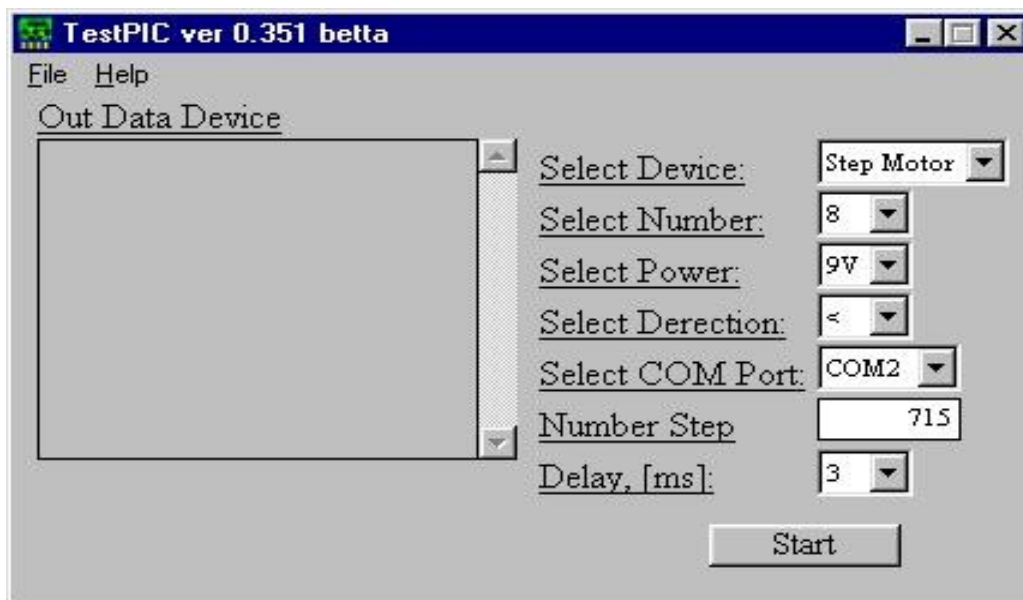 TestPIC ver 0.351 betta
File Help
Out Data Device
Select Device: Step Motor
Select Number: 8
Select Power: 9V
Select Derection: <
Select COM Port: COM2
Number Step 715
Delay, [ms]: 3
Start